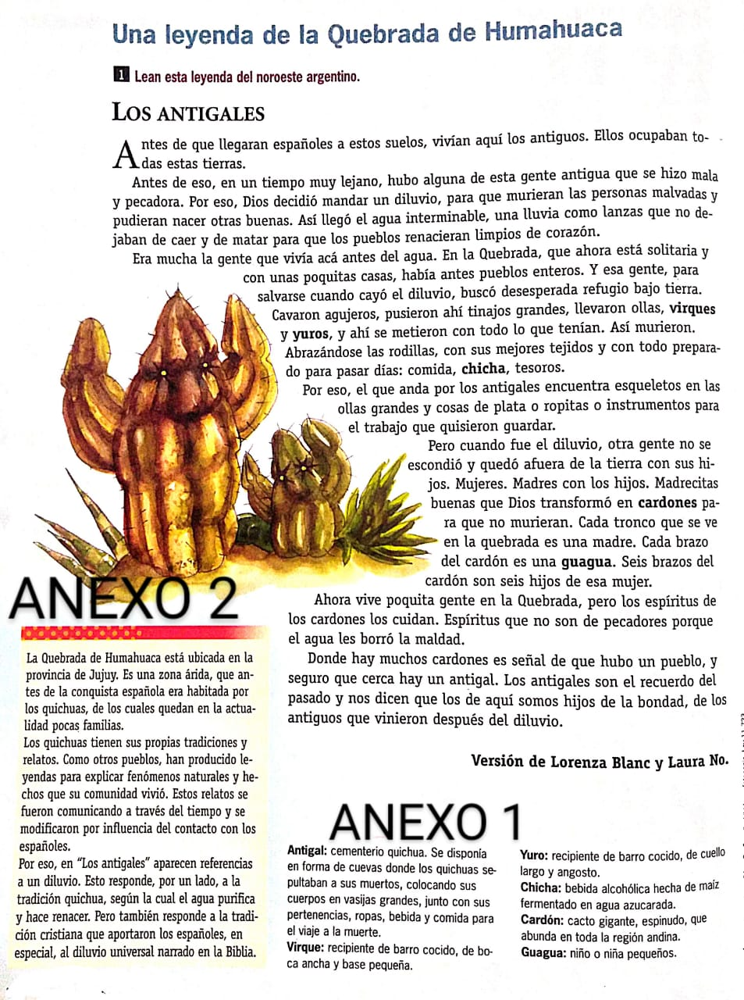 Una leyenda de la Quebrada de Humahuaca
1 Lean esta leyenda del noroeste argentino.
LOS ANTIGALES
Antes de que llegaran españoles a estos suelos, vivían aquí los antiguos. Ellos ocupaban to-
das estas tierras.
Antes de eso, en un tiempo muy lejano, hubo alguna de esta gente antigua que se hizo mala
y pecadora. Por eso, Dios decidió mandar un diluvio, para que murieran las personas malvadas y
pudieran nacer otras buenas. Así llegó el agua interminable, una lluvia como lanzas que no de-
jaban de caer y de matar para que los pueblos renacieran limpios de corazón.
Era mucha la gente que vivía acá antes del agua. En la Quebrada, que ahora está solitaria y
con unas poquitas casas, había antes pueblos enteros. Y esa gente, para
salvarse cuando cayó el diluvio, buscó desesperada refugio bajo tierra.
Cavaron agujeros, pusieron ahí tinajos grandes, llevaron ollas, virques
y yuros, y ahí se metieron con todo lo que tenían. Así murieron.
Abrazándose las rodillas, con sus mejores tejidos y con todo prepara-
do para pasar días: comida, chicha, tesoros.
Por eso, el que anda por los antigales encuentra esqueletos en las
ollas grandes y cosas de plata o ropitas o instrumentos para
el trabajo que quisieron guardar.
Pero cuando fue el diluvio, otra gente no se
escondió y quedó afuera de la tierra con sus hi-
jos. Mujeres. Madres con los hijos. Madrecitas
buenas que Dios transformó en cardones pa-
ra que no murieran. Cada tronco que se ve
en la quebrada es una madre. Cada brazo
del cardón es una guagua. Seis brazos del
cardón son seis hijos de esa mujer.
Ahora vive poquita gente en la Quebrada, pero los espíritus de
los cardones los cuidan. Espíritus que no son de pecadores porque
el agua les borró la maldad.
Donde hay muchos cardones es señal de que hubo un pueblo, y
seguro que cerca hay un antigal. Los antigales son el recuerdo del
pasado y nos dicen que los de aquí somos hijos de la bondad, de los
antiguos que vinieron después del diluvio.
Versión de Lorenza Blanc y Laura No.
ANEXO 2
La Quebrada de Humahuaca está ubicada en la
provincia de Jujuy. Es una zona árida, que an-
tes de la conquista española era habitada por
los quichuas, de los cuales quedan en la actua-
lidad pocas familias.
Los quichuas tienen sus propias tradiciones y
relatos. Como otros pueblos, han producido le-
yendas para explicar fenómenos naturales y he-
chos que su comunidad vivió. Estos relatos se
fueron comunicando a través del tiempo y se
modificaron por influencia del contacto con los
españoles.
Por eso, en "Los antigales" aparecen referencias
a un diluvio. Esto responde, por un lado, a la
tradición quichua, según la cual el agua purifica
y hace renacer. Pero también responde a la tradi-
ción cristiana que aportaron los españoles, en
especial, al diluvio universal narrado en la Biblia.
ANEXO 1
Antigal: cementerio quichua. Se disponía
en forma de cuevas donde los quichuas se-
pultaban a sus muertos, colocando sus
cuerpos en vasijas grandes, junto con sus
pertenencias, ropas, bebida y comida para
el viaje a la muerte.
Virque: recipiente de barro cocido, de bo-
ca ancha y base pequeña.
Yuro: recipiente de barro cocido, de cuello
largo y angosto.
Chicha: bebida alcohólica hecha de maíz
fermentado en agua azucarada.
Cardón: cacto gigante, espinudo, que
abunda en toda la región andina.
Guagua: niño o niña pequeños.